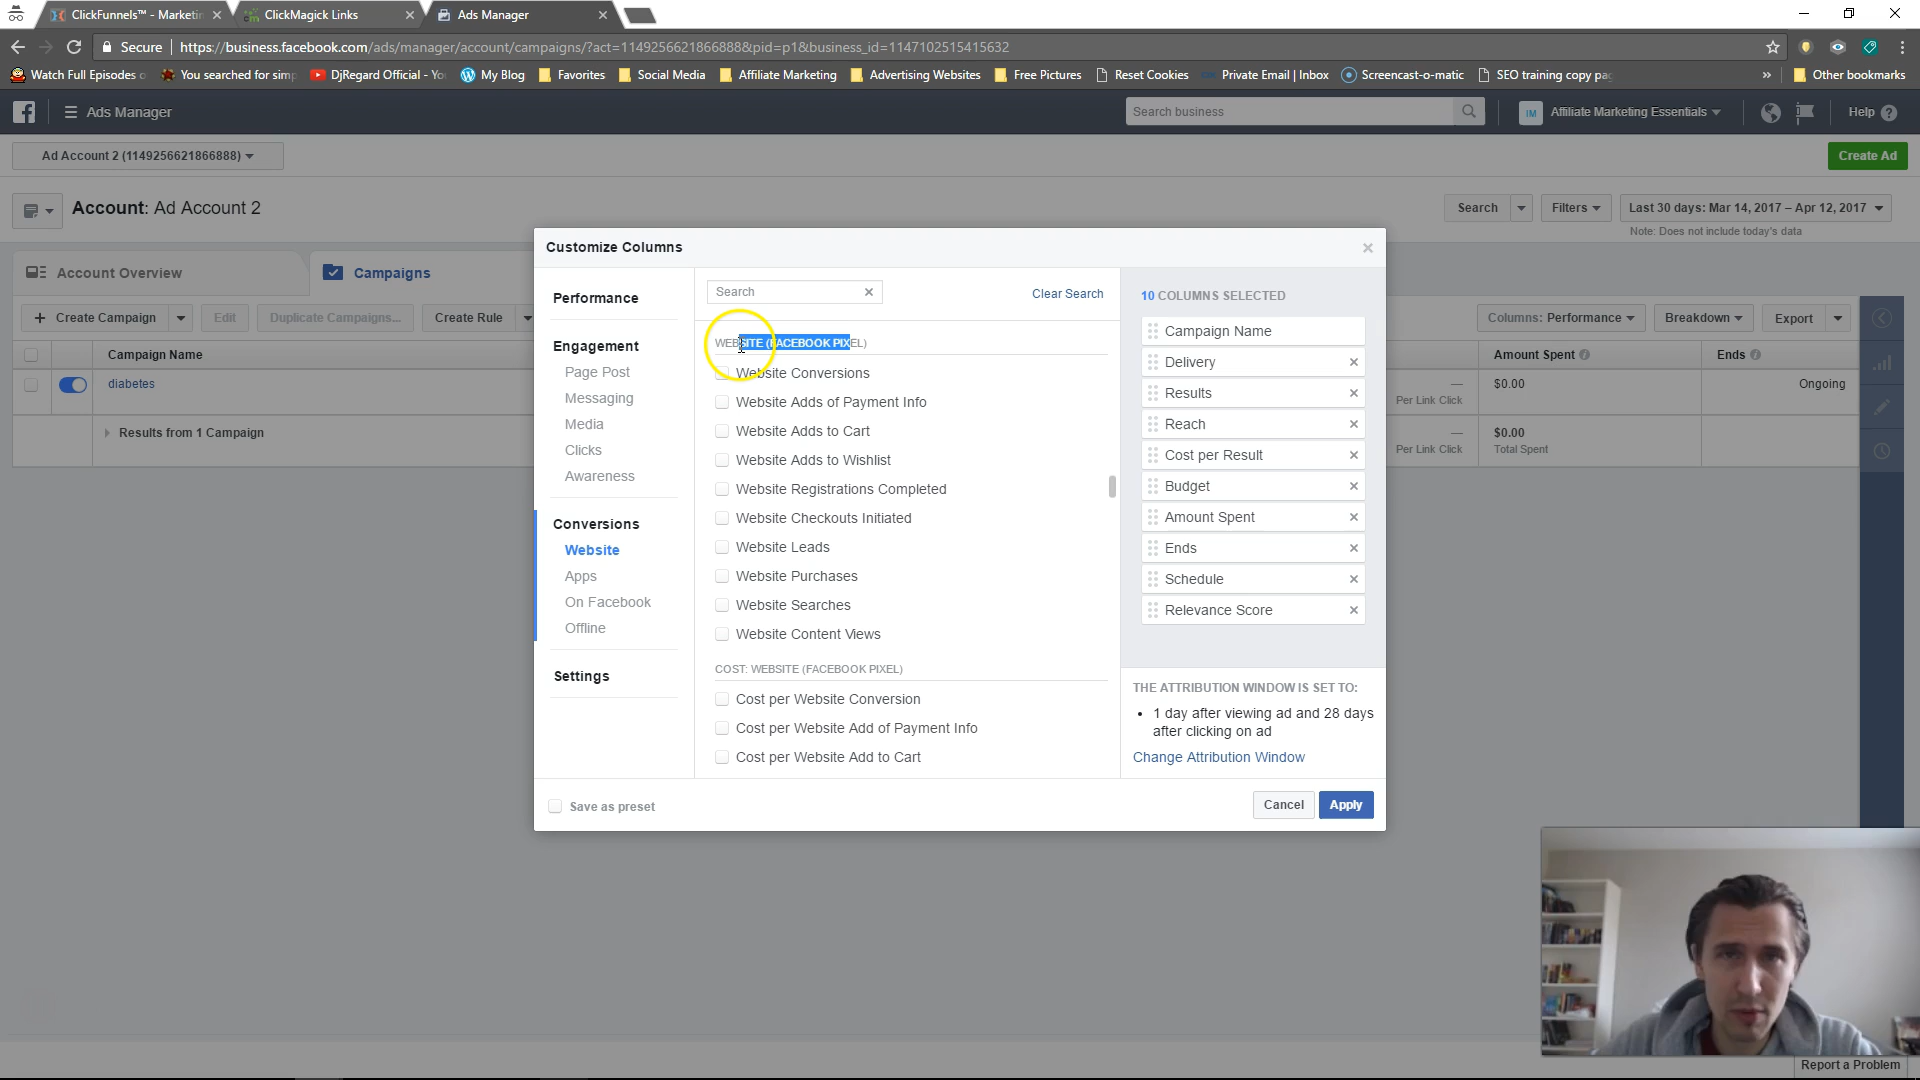 ClickFunnels™ - Marketin
ClickMagick Links
Ads Manager
Secure
https://business.facebook.com/ads/manager/account/campaigns/?act=1149256621866888&pid=p1&business_id=1147102515415632
Watch Full Episodes o
You searched for simp
DjRegard Official - Yo
My Blog
Favorites
Social Media
Affiliate Marketing
Advertising Websites
Free Pictures
Reset Cookies
Private Email | Inbox
Screencast-o-matic
SEO training copy pag
»
Other bookmarks
Ads Manager
Search business
IM
Affiliate Marketing Essentials
Help
Ad Account 2 (1149256621866888)
Create Ad
Account: Ad Account 2
Search
Filters
Last 30 days: Mar 14, 2017 – Apr 12, 2017
Note: Does not include today's data
Account Overview
Campaigns
+ Create Campaign
Edit
Duplicate Campaigns...
Create Rule
Columns: Performance
Breakdown
Export
Campaign Name
Amount Spent
Ends
diabetes
—
Per Link Click
$0.00
Ongoing
Results from 1 Campaign
—
Per Link Click
$0.00
Total Spent
Customize Columns
Performance
Engagement
Page Post
Messaging
Media
Clicks
Awareness
Conversions
Website
Apps
On Facebook
Offline
Settings
Search
Clear Search
WEBSITE (FACEBOOK PIXEL)
Website Conversions
Website Adds of Payment Info
Website Adds to Cart
Website Adds to Wishlist
Website Registrations Completed
Website Checkouts Initiated
Website Leads
Website Purchases
Website Searches
Website Content Views
COST: WEBSITE (FACEBOOK PIXEL)
Cost per Website Conversion
Cost per Website Add of Payment Info
Cost per Website Add to Cart
10 COLUMNS SELECTED
Campaign Name
Delivery
Results
Reach
Cost per Result
Budget
Amount Spent
Ends
Schedule
Relevance Score
THE ATTRIBUTION WINDOW IS SET TO:
• 1 day after viewing ad and 28 days
after clicking on ad
Change Attribution Window
Save as preset
Cancel
Apply
Report a Problem